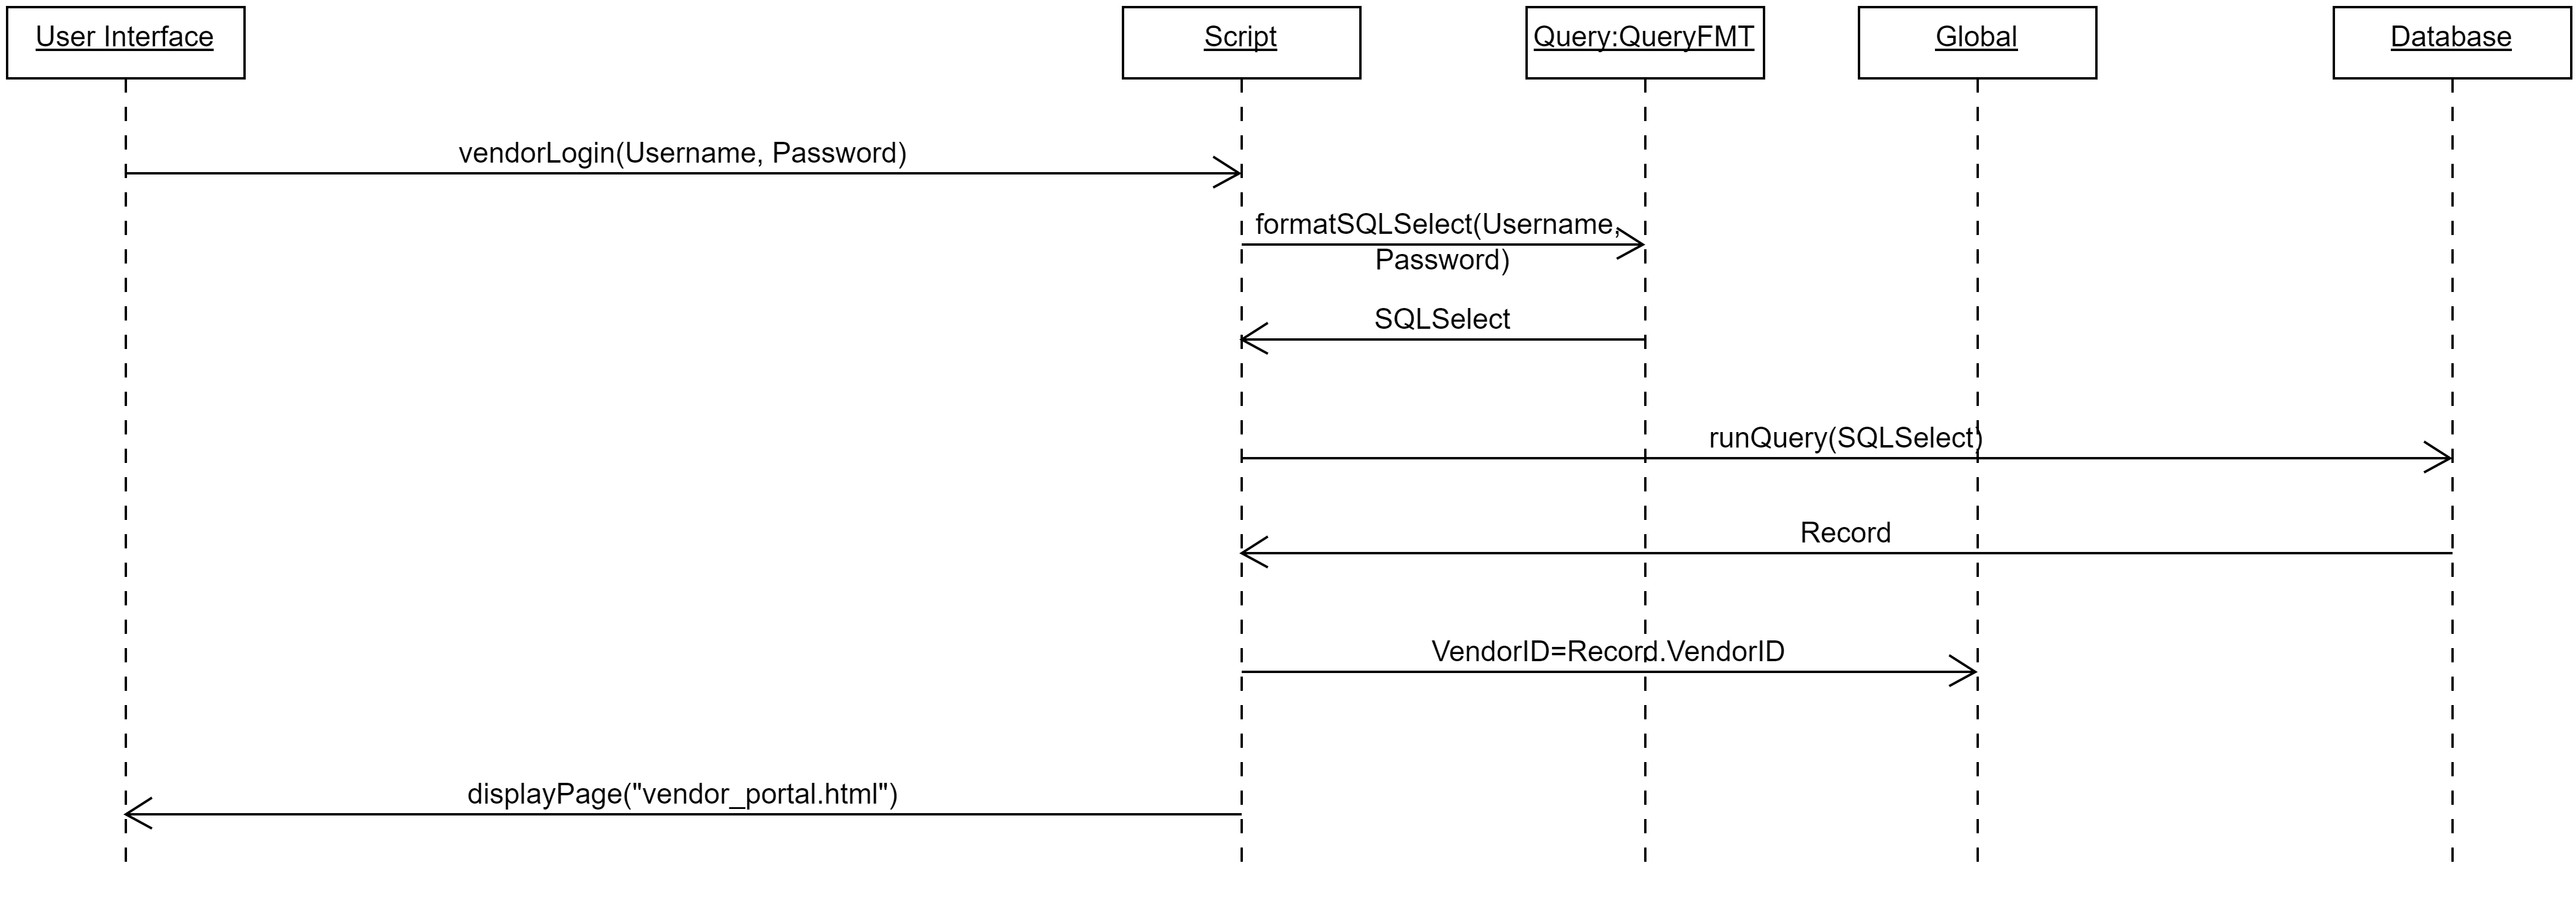 User Interface
Script
Query:QueryFMT
Global
Database
vendorLogin(Username, Password)
formatSQLSelect(Username,
Password)
SQLSelect
runQuery(SQLSelect)
Record
VendorID=Record.VendorID
displayPage("vendor_portal.html")